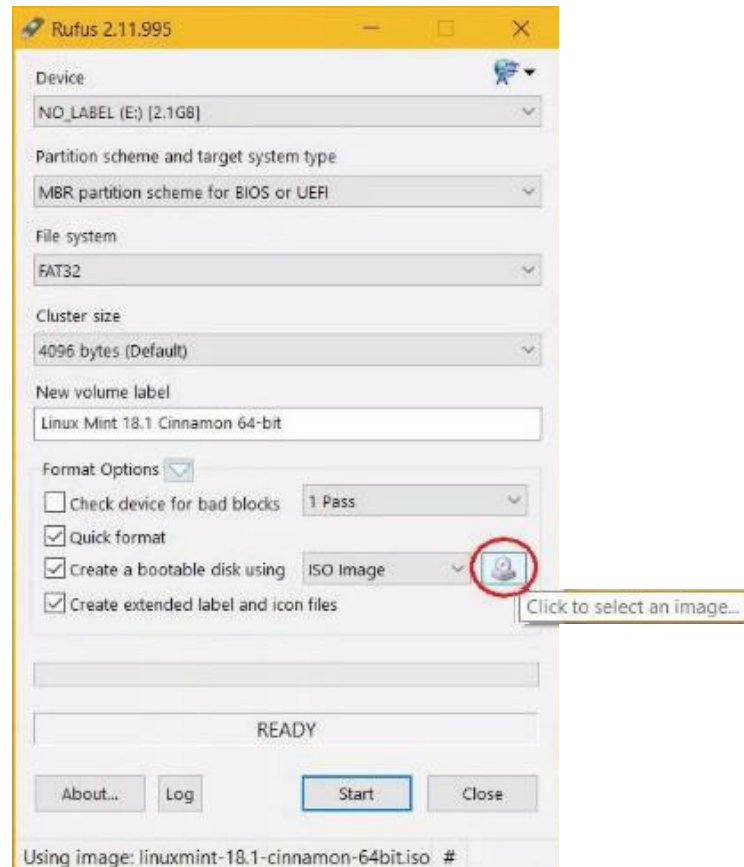 Rufus 2.11.995
Device
NO_LABEL (E:) [2.1GB]
Partition scheme and target system type
MBR partition scheme for BIOS or UEFI
File system
FAT32
Cluster size
4096 bytes (Default)
New volume label
Linux Mint 18.1 Cinnamon 64-bit
Format Options
Check device for bad blocks 1 Pass
Quick format
Create a bootable disk using ISO Image
Create extended label and icon files
Click to select an image...
READY
About... Log Start Close
Using image: linuxmint-18.1-cinnamon-64bit.iso #